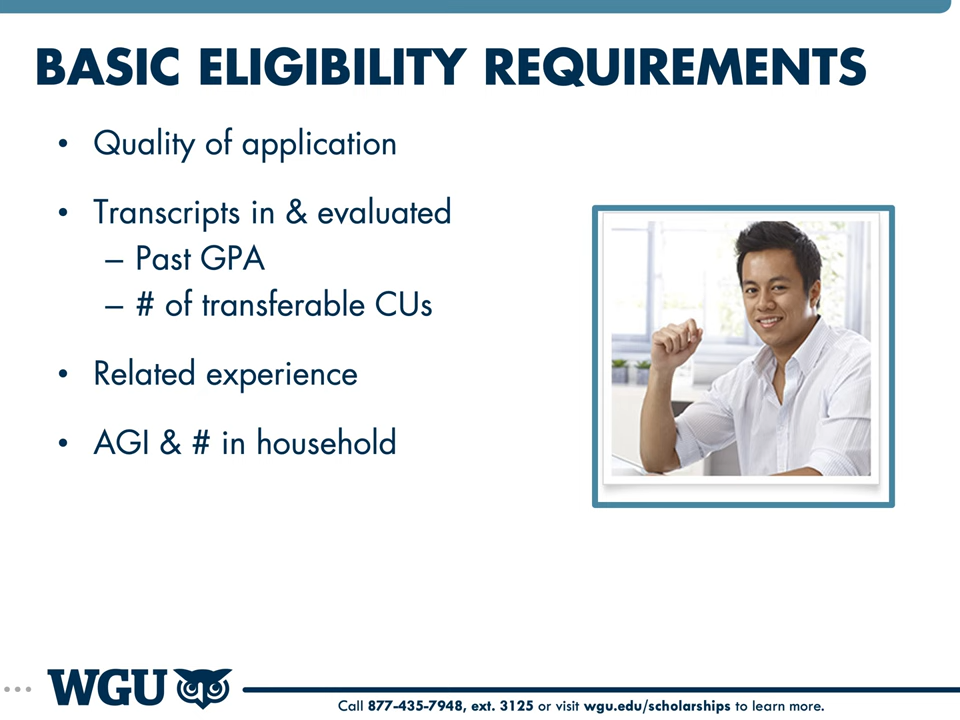 BASIC ELIGIBILITY REQUIREMENTS
• Quality of application
• Transcripts in & evaluated
– Past GPA
– # of transferable CUs
• Related experience
• AGI & # in household
WGU
Call 877-435-7948, ext. 3125 or visit wgu.edu/scholarships to learn more.